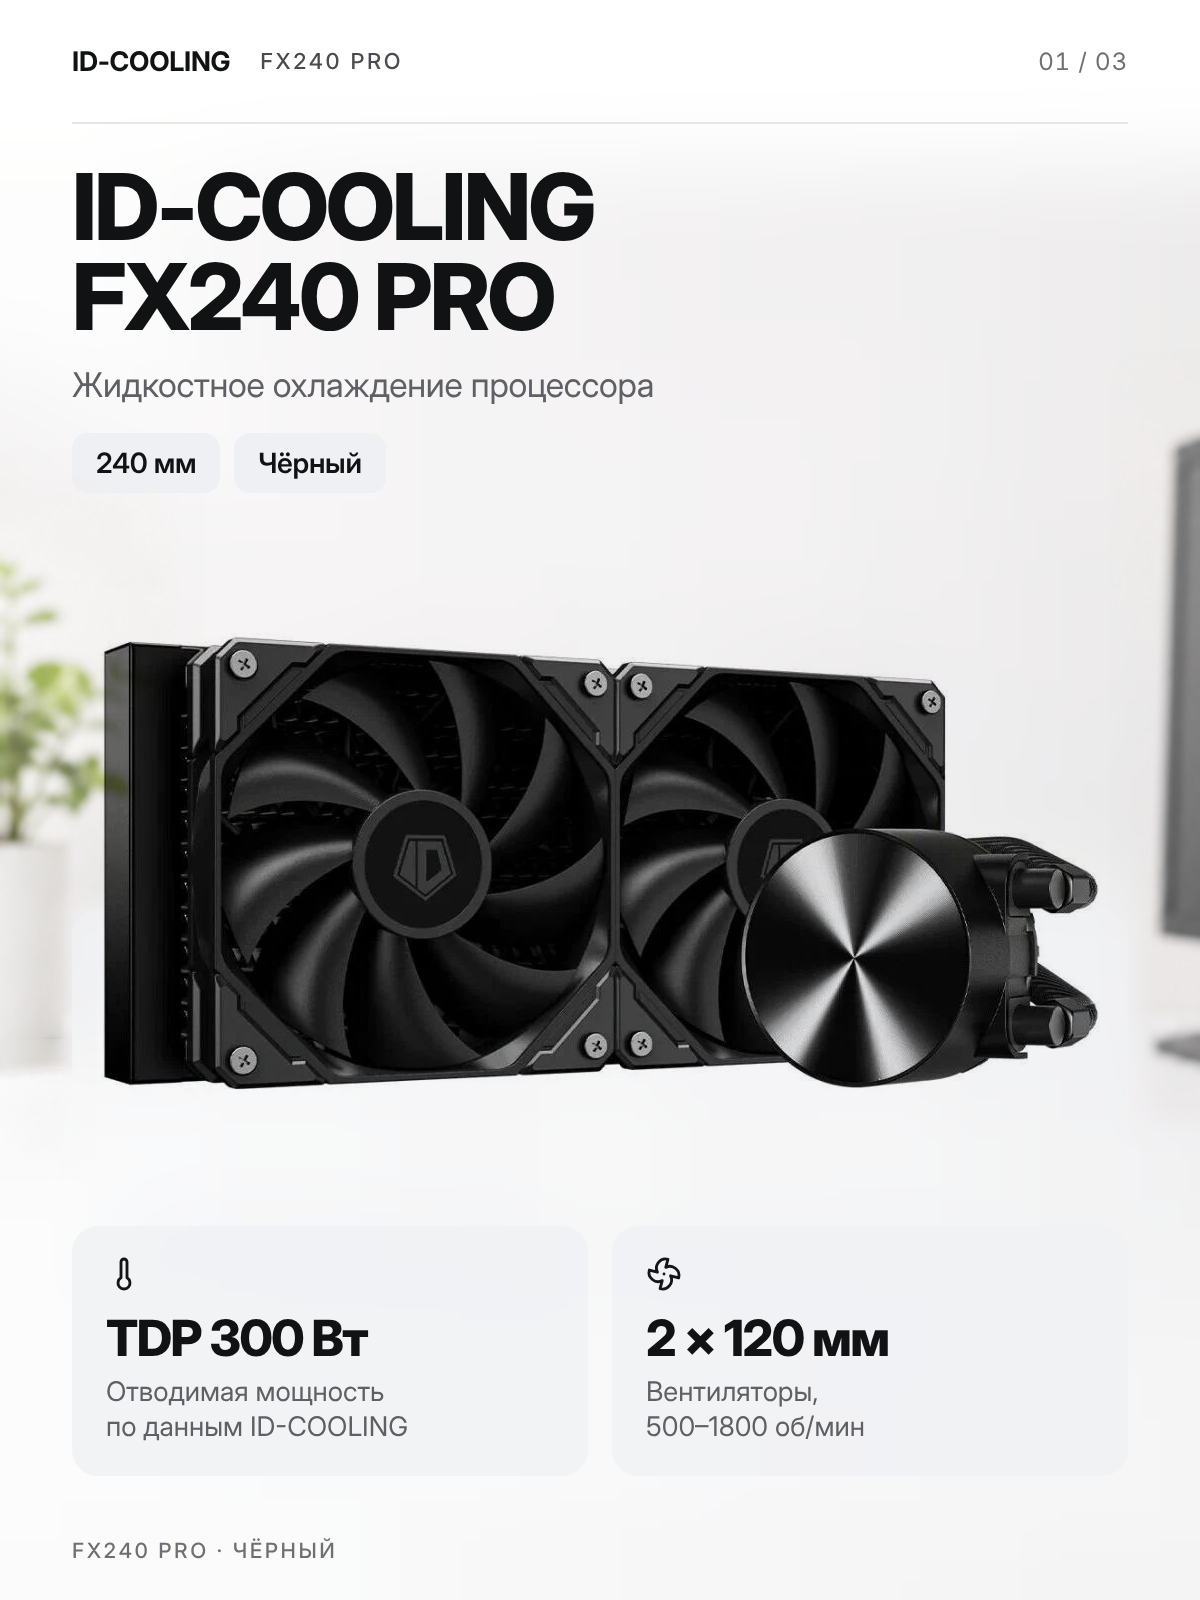 ID-COOLING FX240 PRO 01 / 03
ID-COOLING
FX240 PRO
Жидкостное охлаждение процессора
240 мм Чёрный
ID
TDP 300 Вт
Отводимая мощность
по данным ID-COOLING
2 × 120 мм
Вентиляторы,
500–1800 об/мин
FX240 PRO · ЧЁРНЫЙ